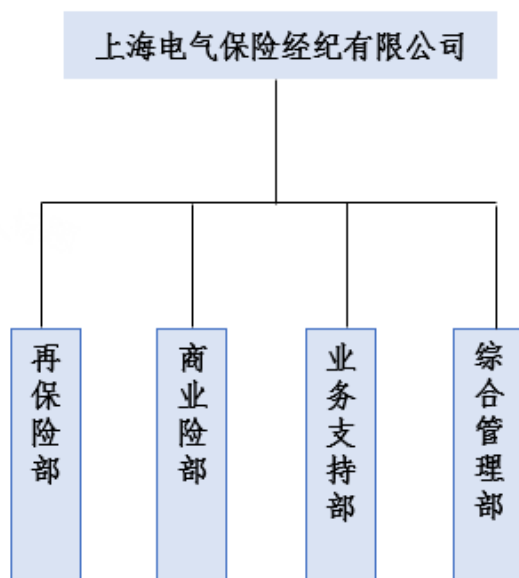 上海电气保险经纪有限公司
再保险部
商业险部
业务支持部
综合管理部